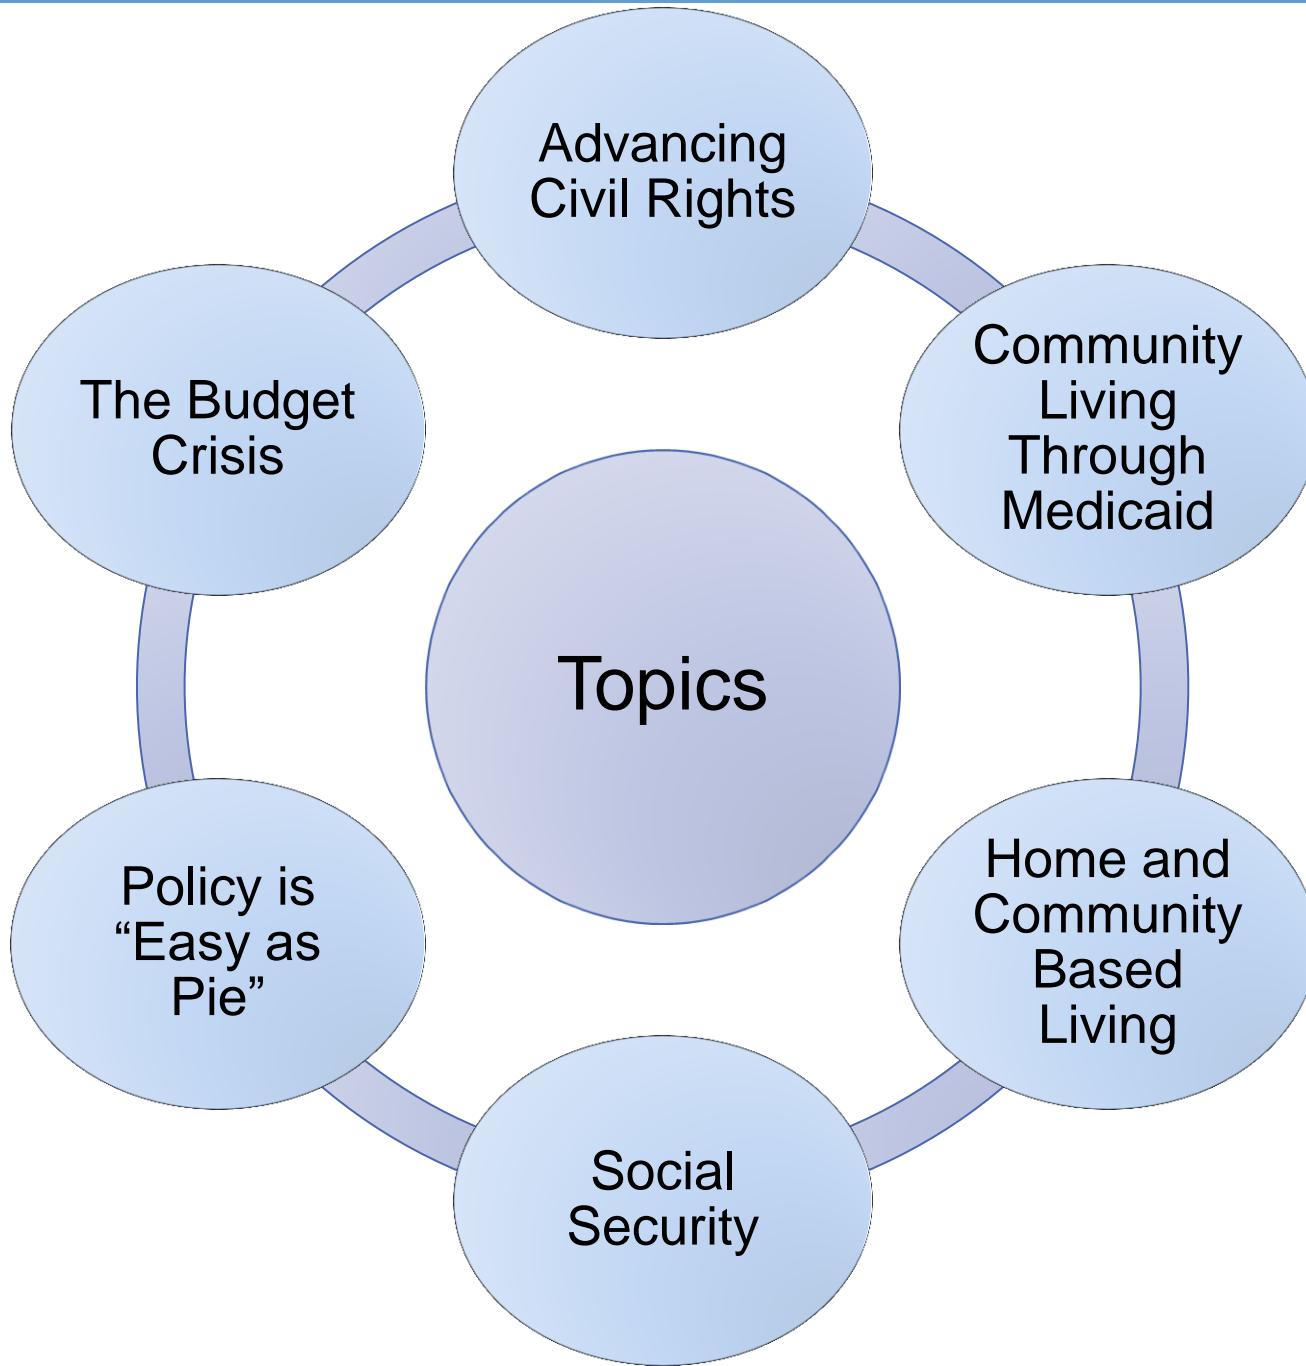 Advancing
Civil Rights
Community
Living
Through
Medicaid
Home and
Community
Based
Living
Social
Security
Policy is
“Easy as
Pie”
The Budget
Crisis
Topics